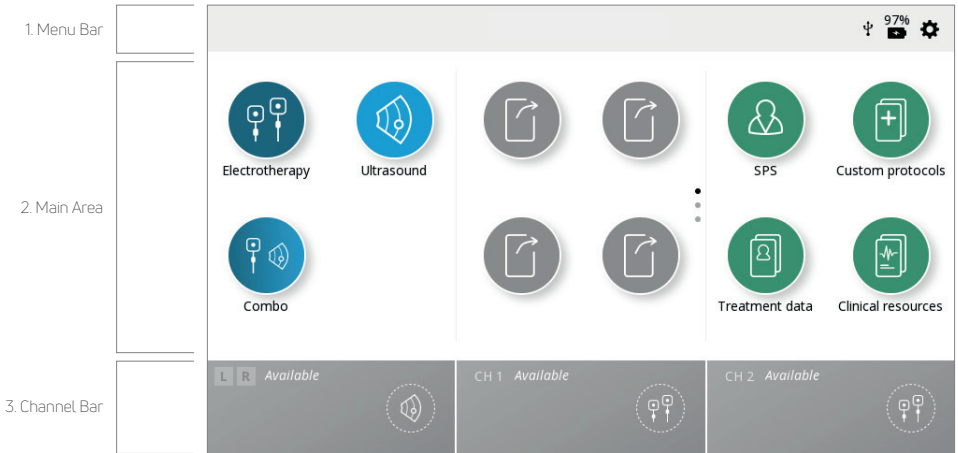 1. Menu Bar
97%
2. Main Area
Electrotherapy
Ultrasound
SPS
Custom protocols
Combo
Treatment data
Clinical resources
3. Channel Bar
L R Available
CH 1 Available
CH 2 Available